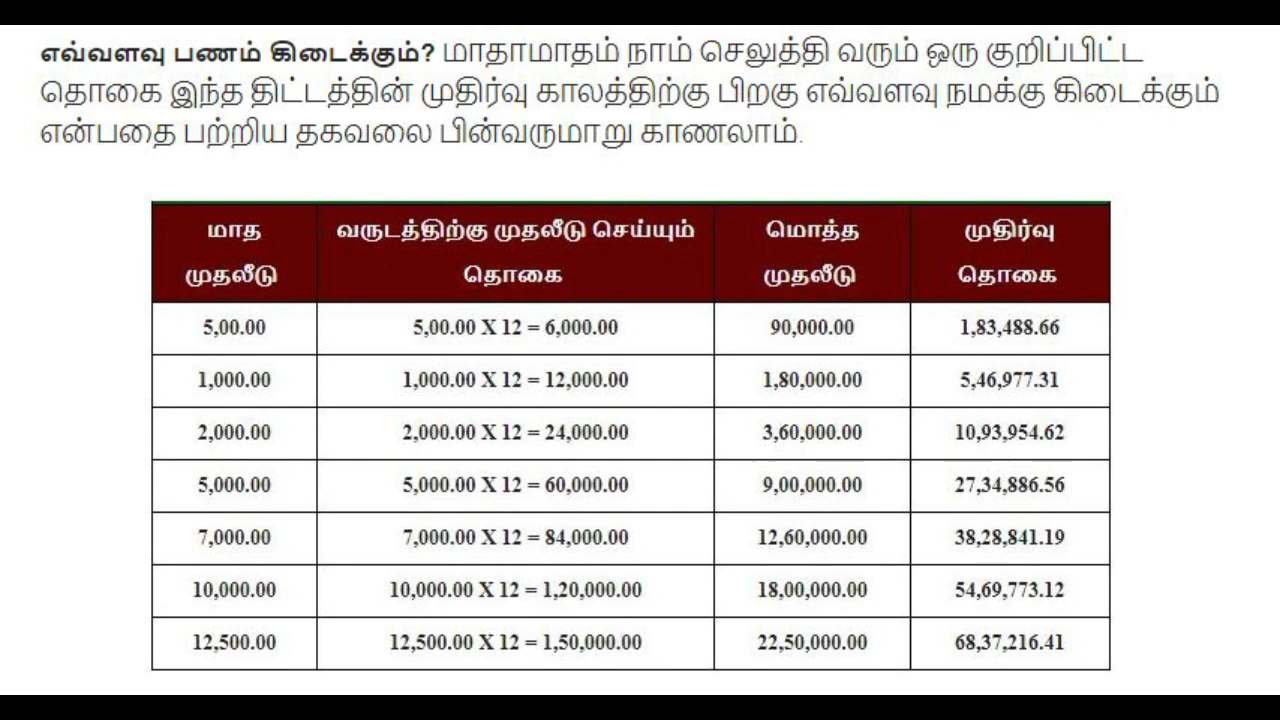 எவ்வளவு பணம் கிடைக்கும்? மாதாமாதம் நாம் செலுத்தி வரும் ஒரு குறிப்பிட்ட
தொகை இந்த திட்டத்தின் முதிர்வு காலத்திற்கு பிறகு எவ்வளவு நமக்கு கிடைக்கும்
என்பதை பற்றிய தகவலை பின்வருமாறு காணலாம்.
மாத முதலீடு வருடத்திற்கு முதலீடு செய்யும் தொகை மொத்த முதலீடு முதிர்வு தொகை
5,00.00 5,00.00 X 12 = 6,000.00 90,000.00 1,83,488.66
1,000.00 1,000.00 X 12 = 12,000.00 1,80,000.00 5,46,977.31
2,000.00 2,000.00 X 12 = 24,000.00 3,60,000.00 10,93,954.62
5,000.00 5,000.00 X 12 = 60,000.00 9,00,000.00 27,34,886.56
7,000.00 7,000.00 X 12 = 84,000.00 12,60,000.00 38,28,841.19
10,000.00 10,000.00 X 12 = 1,20,000.00 18,00,000.00 54,69,773.12
12,500.00 12,500.00 X 12 = 1,50,000.00 22,50,000.00 68,37,216.41